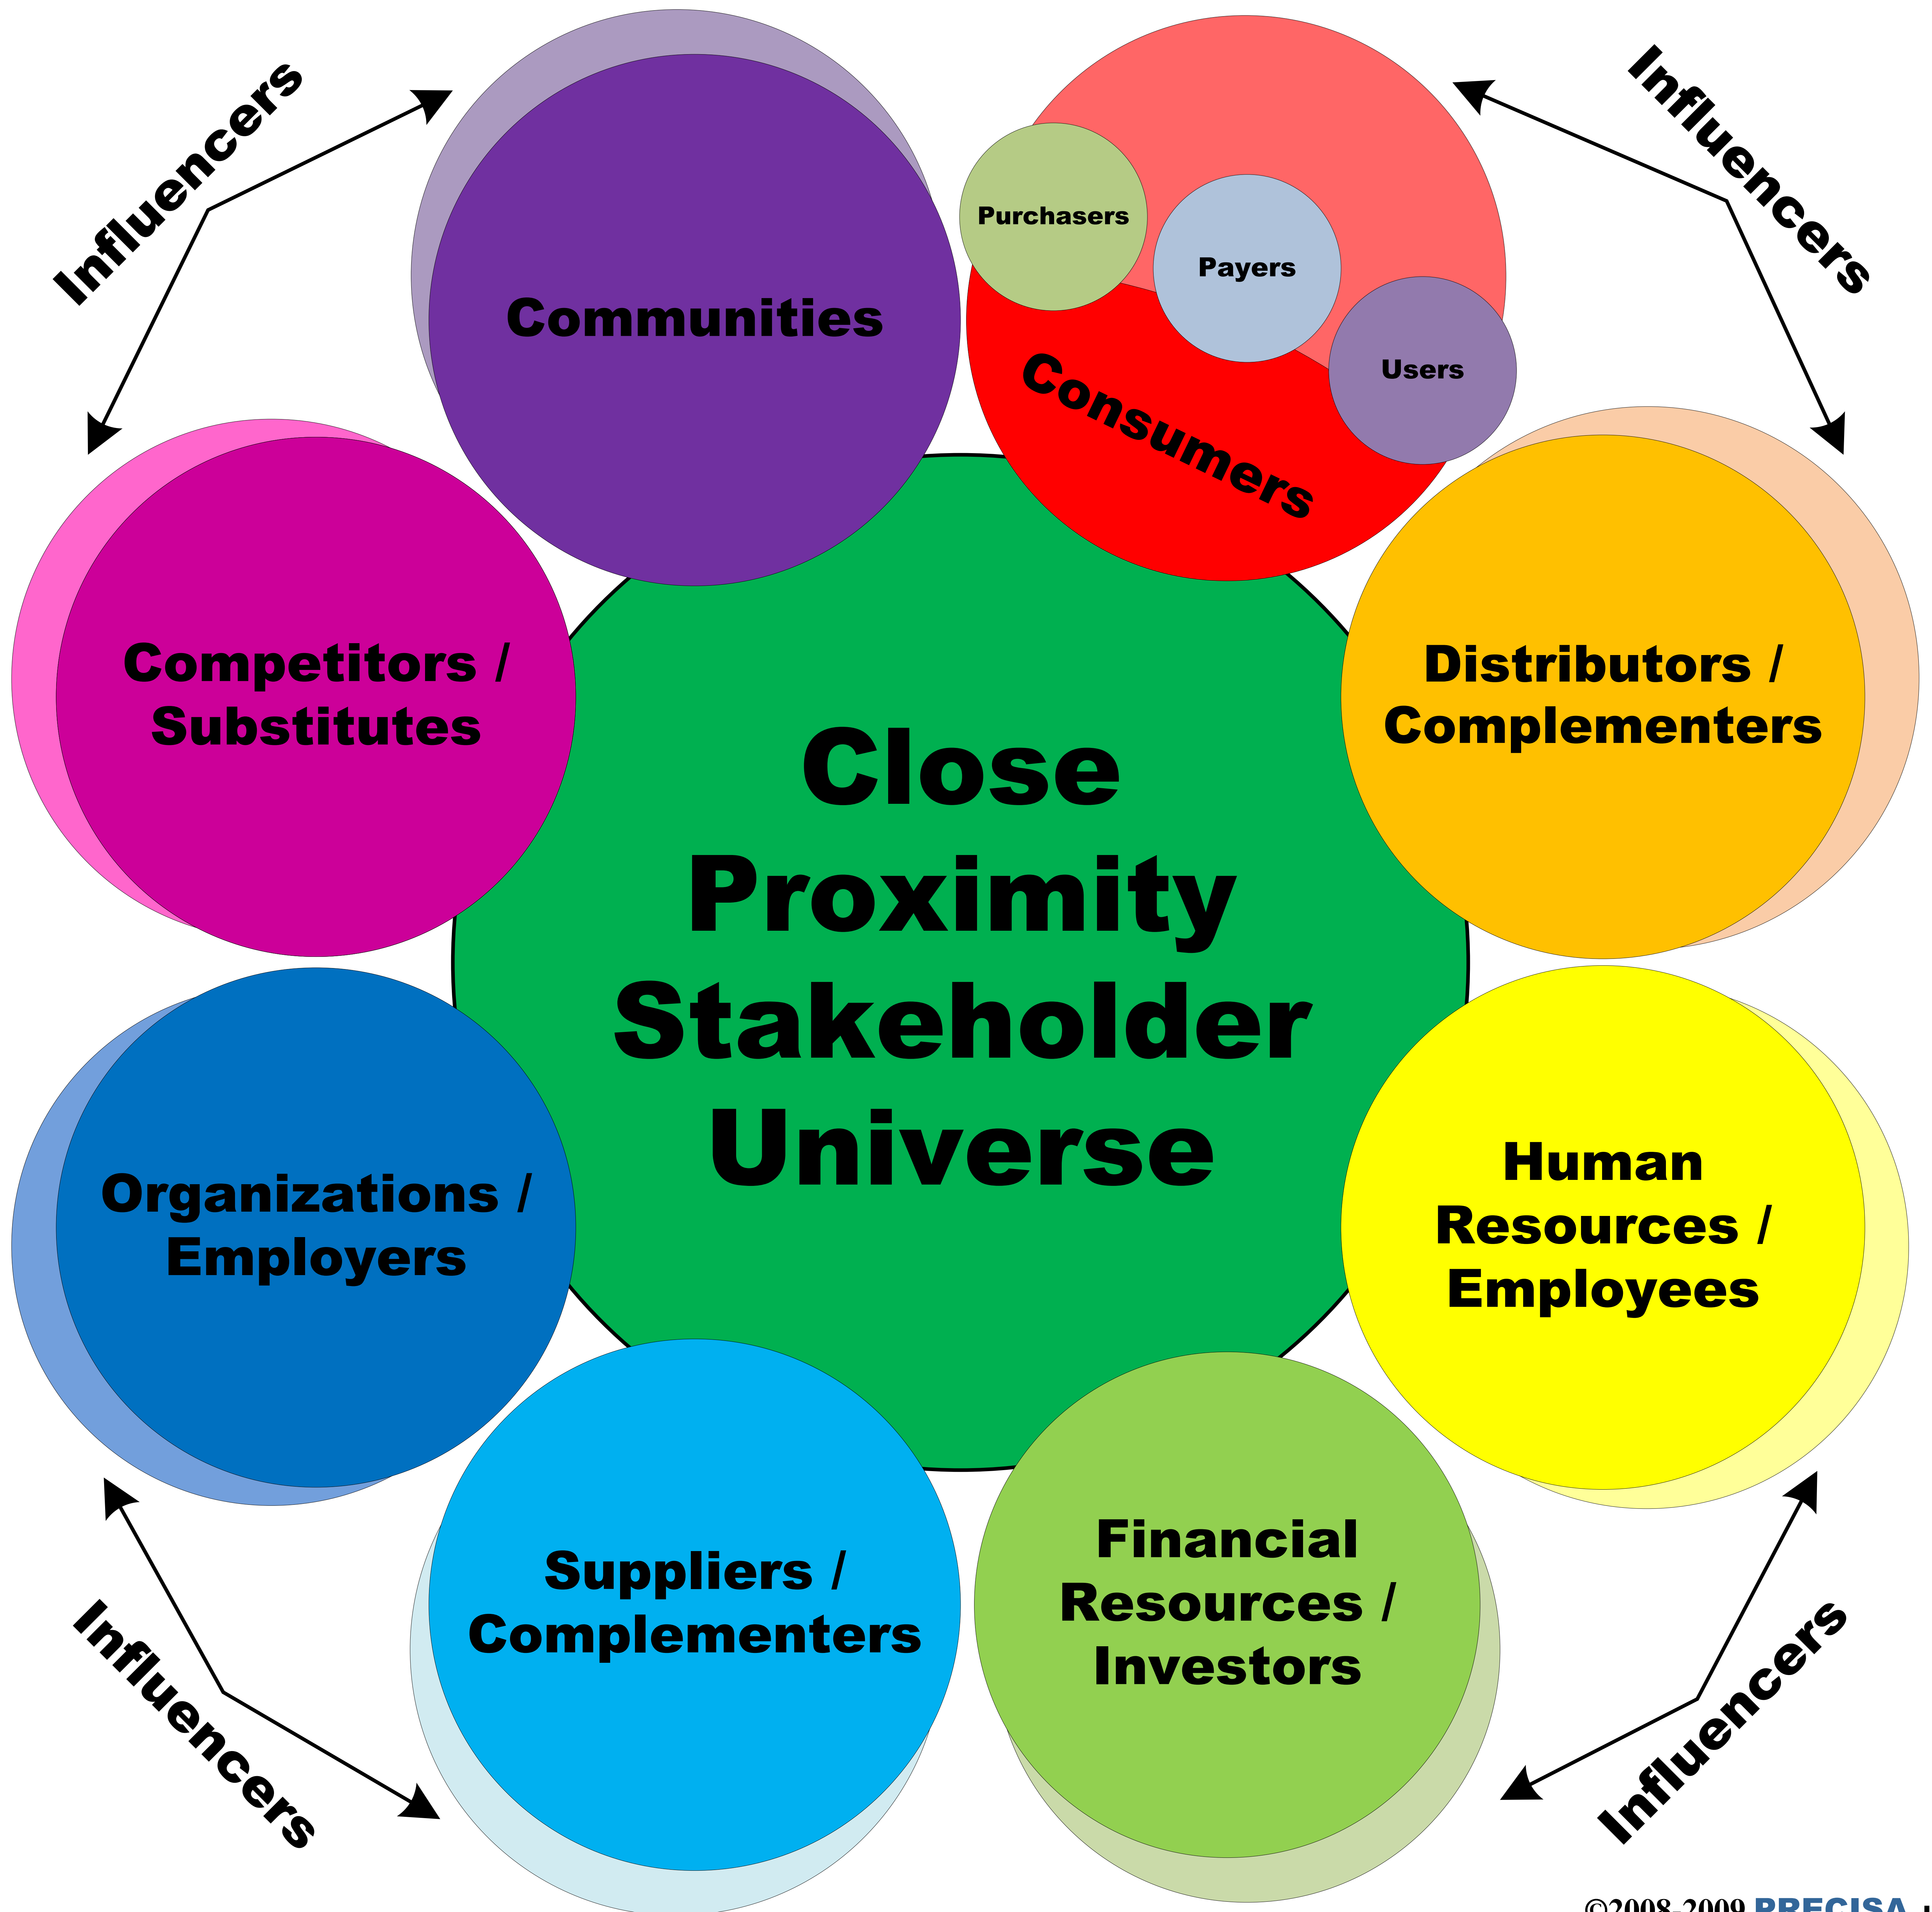 Influencers
Influencers
Purchasers
Payers
Communities
Users
Consumers
Competitors /
Substitutes
Distributors /
Complementers
Close
Proximity
Stakeholder
Universe
Organizations /
Employers
Human
Resources /
Employees
Suppliers /
Complementers
Financial
Resources /
Investors
Influencers
Influencers
©2008-2009 PRECISA